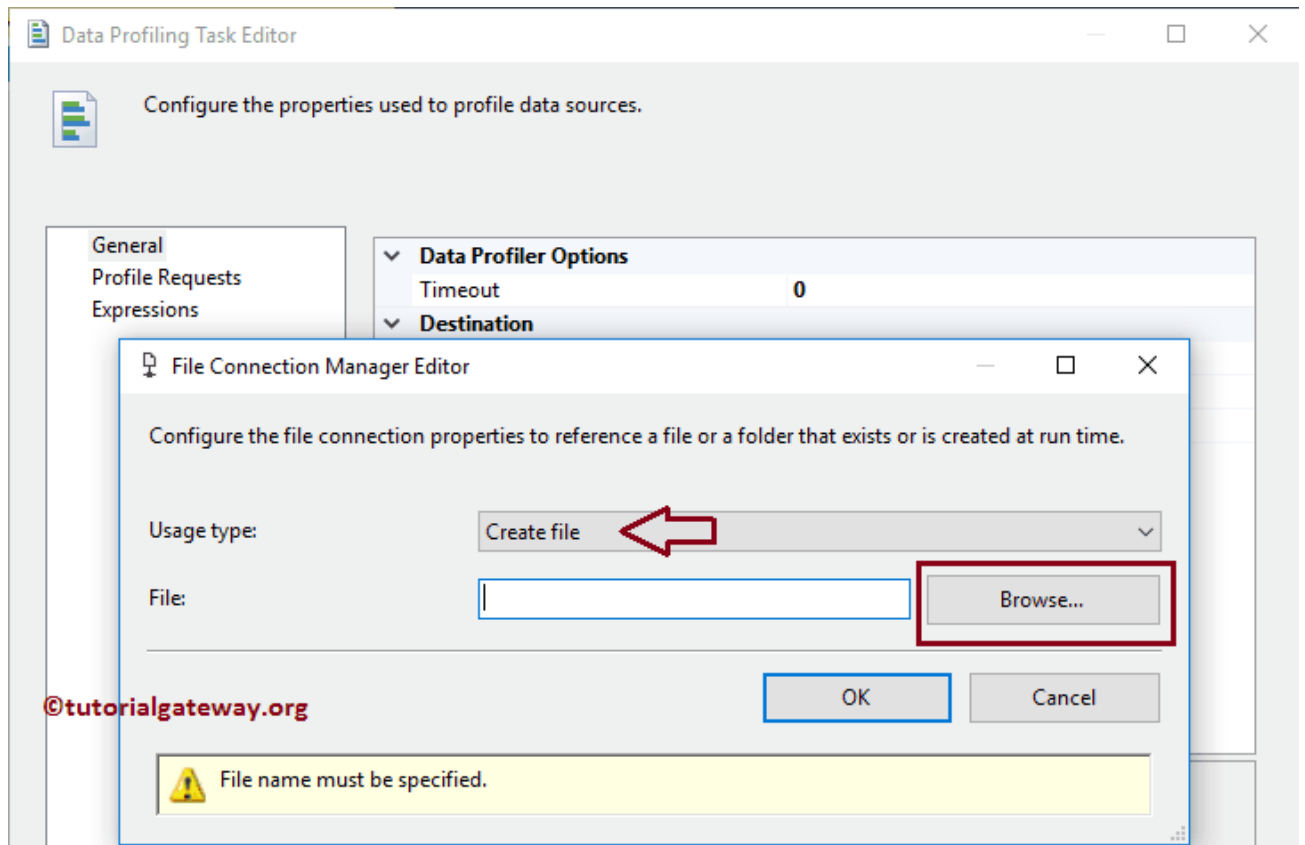 Data Profiling Task Editor
Configure the properties used to profile data sources.
General
Profile Requests
Expressions
Data Profiler Options
Timeout 0
Destination
File Connection Manager Editor
Configure the file connection properties to reference a file or a folder that exists or is created at run time.
Usage type: Create file
File: Browse...
OK Cancel
©tutorialgateway.org
File name must be specified.